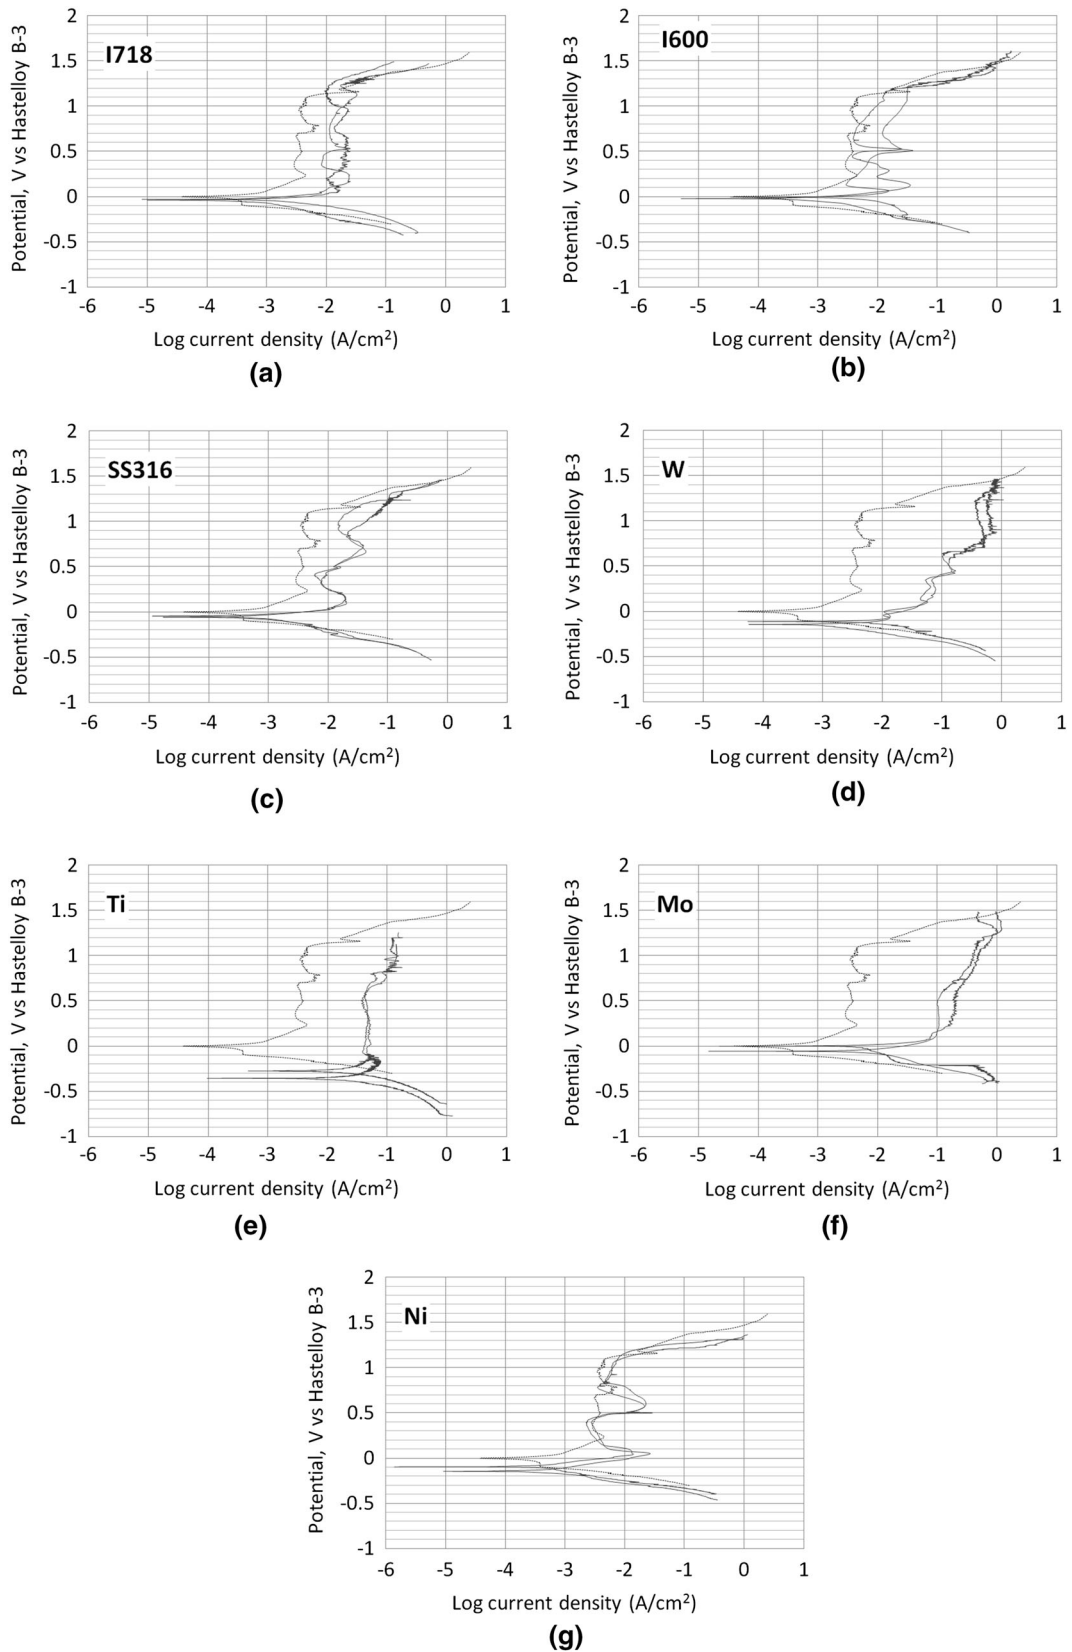 2
1.5
1
0.5
0
-0.5
-1
-6 -5 -4 -3 -2 -1 0 1
Potential, V vs Hastelloy B-3
I718
Log current density (A/cm²)
(a)
2
1.5
1
0.5
0
-0.5
-1
-6 -5 -4 -3 -2 -1 0 1
Potential, V vs Hastelloy B-3
I600
Log current density (A/cm²)
(b)
2
1.5
1
0.5
0
-0.5
-1
-6 -5 -4 -3 -2 -1 0 1
Potential, V vs Hastelloy B-3
SS316
Log current density (A/cm²)
(c)
2
1.5
1
0.5
0
-0.5
-1
-6 -5 -4 -3 -2 -1 0 1
Potential, V vs Hastelloy B-3
W
Log current density (A/cm²)
(d)
2
1.5
1
0.5
0
-0.5
-1
-6 -5 -4 -3 -2 -1 0 1
Potential, V vs Hastelloy B-3
Ti
Log current density (A/cm²)
(e)
2
1.5
1
0.5
0
-0.5
-1
-6 -5 -4 -3 -2 -1 0 1
Potential, V vs Hastelloy B-3
Mo
Log current density (A/cm²)
(f)
2
1.5
1
0.5
0
-0.5
-1
-6 -5 -4 -3 -2 -1 0 1
Potential, V vs Hastelloy B-3
Ni
Log current density (A/cm²)
(g)